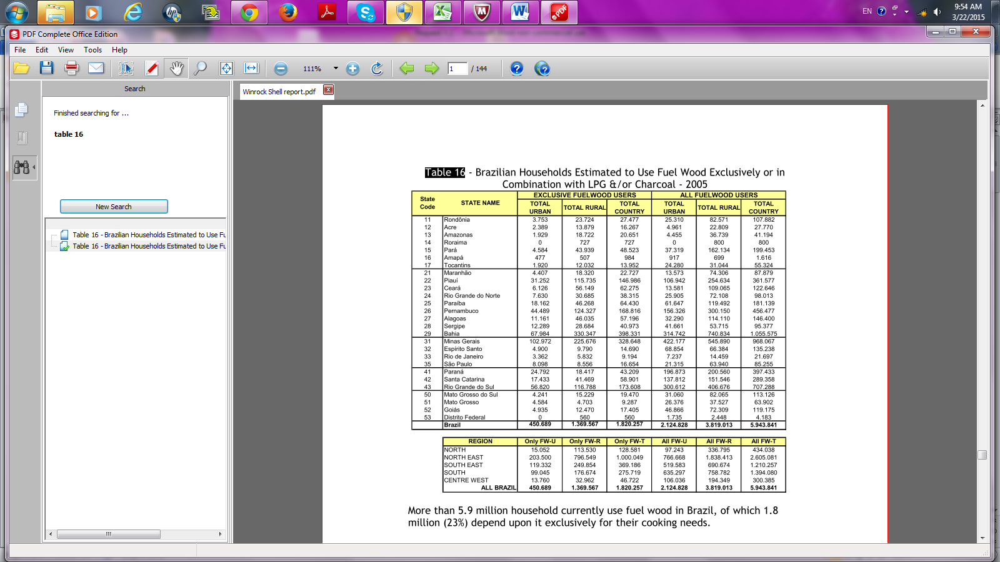 EN
9:54 AM
3/22/2015
PDF Complete Office Edition
File Edit View Tools Help
111% 1 / 144
Search
Winrock Shell report.pdf
Finished searching for ...
table 16
New Search
Table 16 - Brazilian Households Estimated to Use Fu
Table 16 - Brazilian Households Estimated to Use Fu
Table 16 - Brazilian Households Estimated to Use Fuel Wood Exclusively or in
Combination with LPG &/or Charcoal - 2005
State Code STATE NAME EXCLUSIVE FUELWOOD USERS ALL FUELWOOD USERS
TOTAL URBAN TOTAL RURAL TOTAL COUNTRY TOTAL URBAN TOTAL RURAL TOTAL COUNTRY
11 Rondônia 3.753 23.724 27.477 25.310 82.571 107.882
12 Acre 2.389 13.879 16.267 4.961 22.809 27.770
13 Amazonas 1.929 18.722 20.651 4.455 36.739 41.194
14 Roraima 0 727 727 0 800 800
15 Pará 4.584 43.939 48.523 37.319 162.134 199.453
16 Amapá 477 507 984 917 699 1.616
17 Tocantins 1.920 12.032 13.952 24.280 31.044 55.324
21 Maranhão 4.407 18.320 22.727 13.573 74.306 87.879
22 Piauí 31.252 115.735 146.986 106.942 254.634 361.577
23 Ceará 6.126 56.149 62.275 13.581 109.065 122.646
24 Rio Grande do Norte 7.630 30.685 38.315 25.905 72.108 98.013
25 Paraíba 18.162 46.268 64.430 61.647 119.492 181.139
26 Pernambuco 44.489 124.327 168.816 156.326 300.150 456.477
27 Alagoas 11.161 46.035 57.196 32.290 114.110 146.400
28 Sergipe 12.289 28.684 40.973 41.661 53.715 95.377
29 Bahia 67.984 330.347 398.331 314.742 740.834 1.055.575
31 Minas Gerais 102.972 225.676 328.648 422.177 545.890 968.067
32 Espírito Santo 4.900 9.790 14.690 68.854 66.384 135.238
33 Rio de Janeiro 3.362 5.832 9.194 7.237 14.459 21.697
35 São Paulo 8.098 8.556 16.654 21.315 63.940 85.255
41 Paraná 24.792 18.417 43.209 196.873 200.560 397.433
42 Santa Catarina 17.433 41.469 58.901 137.812 151.546 289.358
43 Rio Grande do Sul 56.820 116.788 173.608 300.612 406.676 707.288
50 Mato Grosso do Sul 4.241 15.229 19.470 31.060 82.065 113.126
51 Mato Grosso 4.584 4.703 9.287 26.376 37.527 63.902
52 Goiás 4.935 12.470 17.405 46.866 72.309 119.175
53 Distrito Federal 0 560 560 1.735 2.448 4.183
Brazil 450.689 1.369.567 1.820.257 2.124.828 3.819.013 5.943.841
REGION Only FW-U Only FW-R Only FW-T All FW-U All FW-R All FW-T
NORTH 15.052 113.530 128.581 97.243 336.795 434.038
NORTH EAST 203.500 796.549 1.000.049 766.668 1.838.413 2.605.081
SOUTH EAST 119.332 249.854 369.186 519.583 690.674 1.210.257
SOUTH 99.045 176.674 275.719 635.297 758.782 1.394.080
CENTRE WEST 13.760 32.962 46.722 106.036 194.349 300.385
ALL BRAZIL 450.689 1.369.567 1.820.257 2.124.828 3.819.013 5.943.841
More than 5.9 million household currently use fuel wood in Brazil, of which 1.8
million (23%) depend upon it exclusively for their cooking needs.